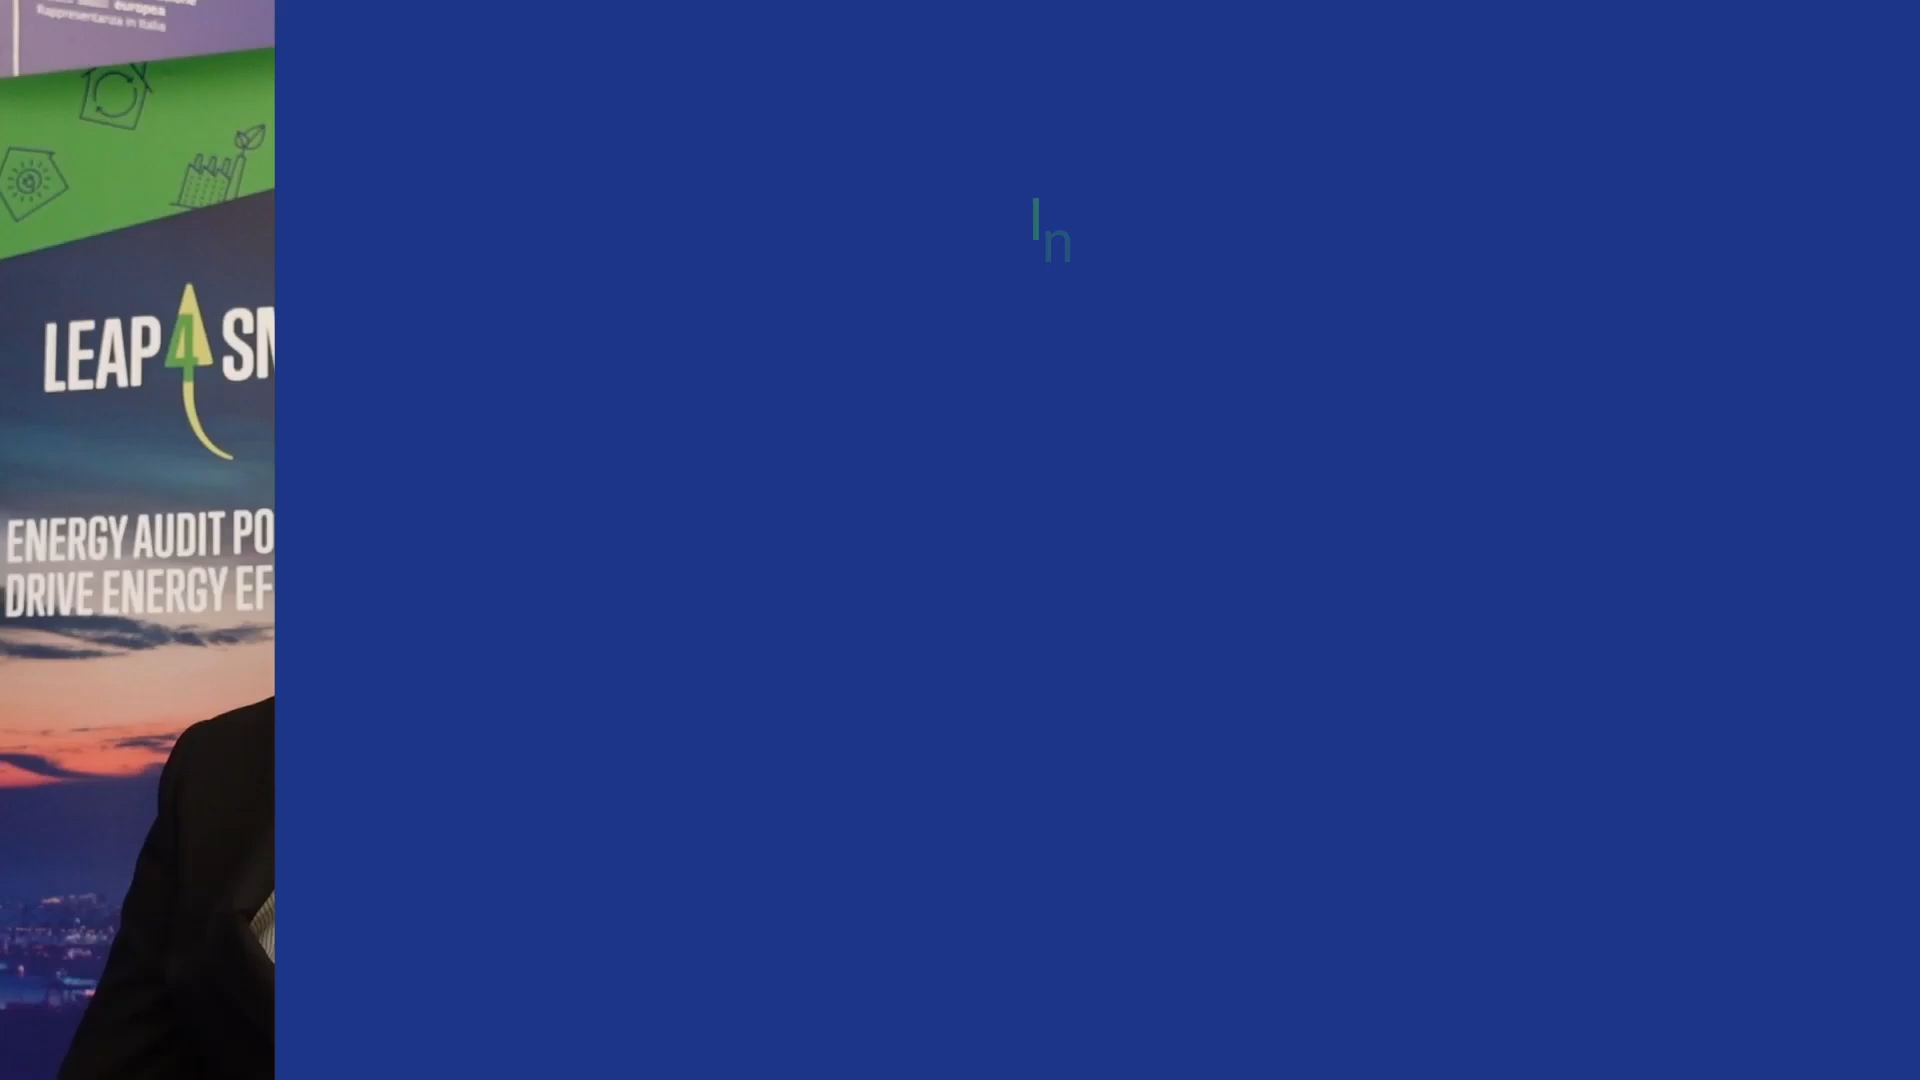 europea
Rappresentanza in Italia
LEAP4SM
ENERGY AUDIT PO
DRIVE ENERGY EF
In